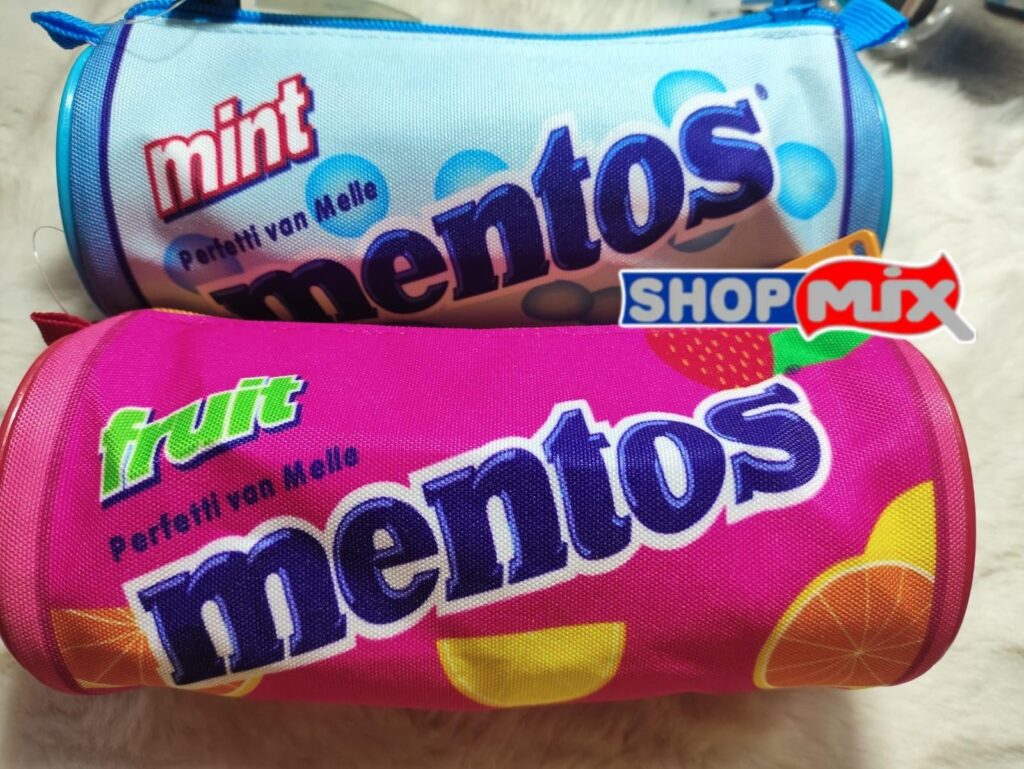 mint
Perfetti van Melle
mentos
SHOP MIX
fruit
Perfetti van Melle
mentos